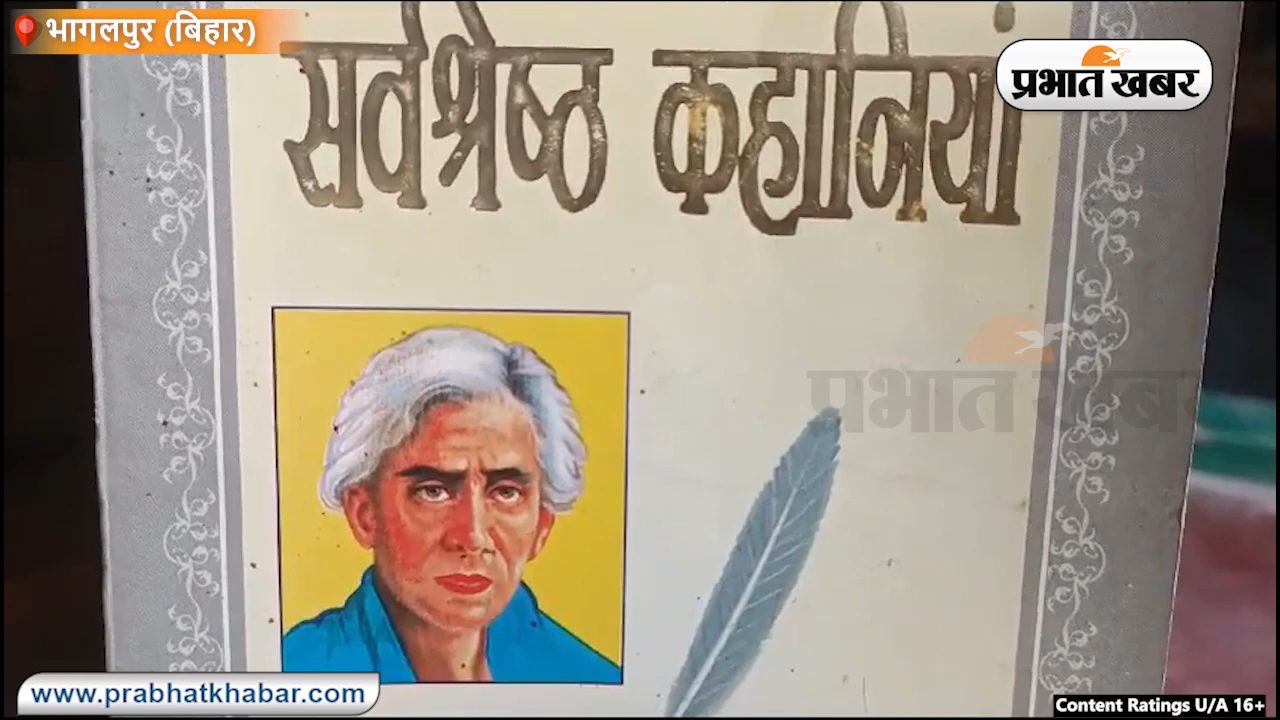 भागलपुर (बिहार)
सर्वश्रेष्ठ कहानियां
प्रभात खबर
प्रभात खबर
www.prabhatkhabar.com
Content Ratings U/A 16+